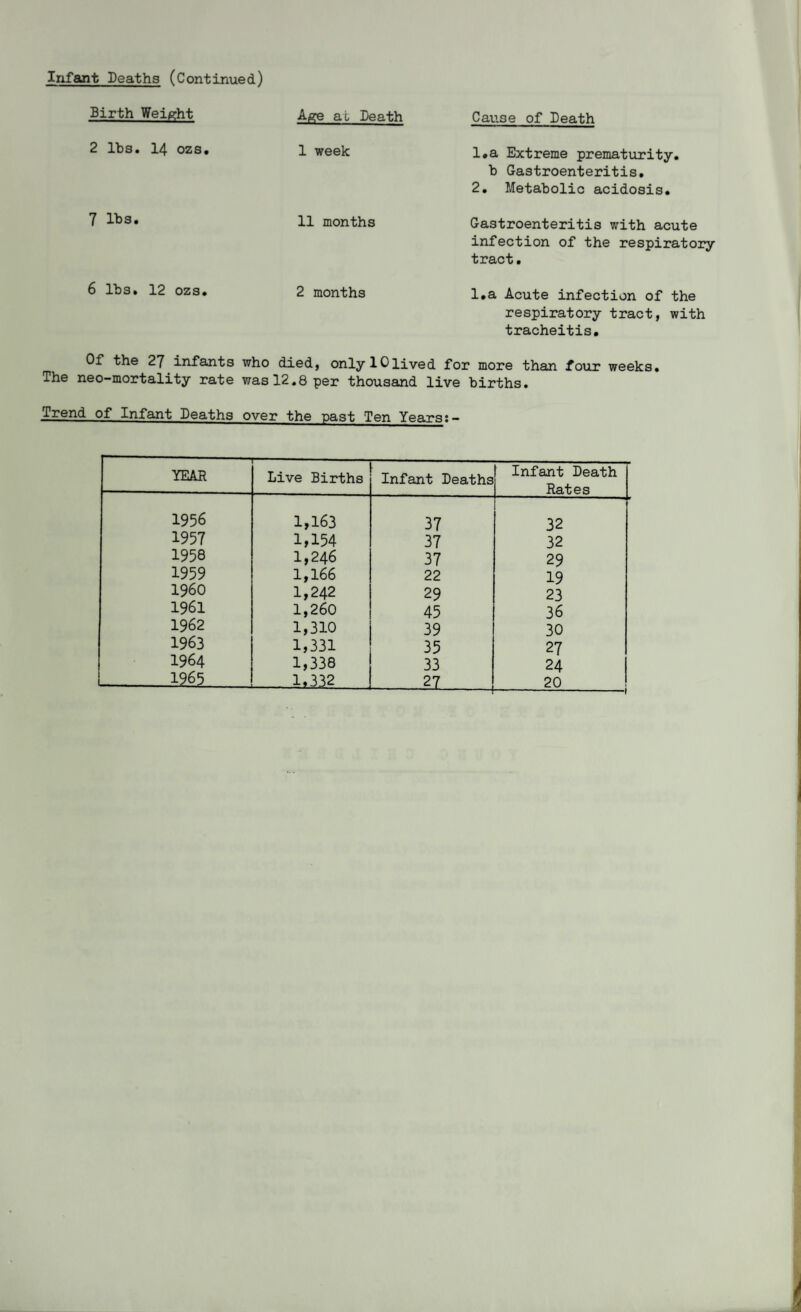 Infant Deaths (Continued)
Birth Weight Age at Death Cause of Death
2 lbs. 14 ozs. 1 week 1.a Extreme prematurity.
b Gastroenteritis.
2. Metabolic acidosis.
7 lbs. 11 months Gastroenteritis with acute
infection of the respiratory
tract.
6 lbs. 12 ozs. 2 months 1.a Acute infection of the
respiratory tract, with
tracheitis.
Of the 27 infants who died, only 10 lived for more than four weeks.
The neo-mortality rate was 12.8 per thousand live births.
Trend of Infant Deaths over the past Ten Years:-
YEAR Live Births Infant Deaths Infant Death
Rates
1956 1,163 37 32
1957 1,154 37 32
1958 1,246 37 29
1959 1,166 22 19
1960 1,242 29 23
1961 1,260 45 36
1962 1,310 39 30
1963 1,331 35 27
1964 1,338 33 24
1965 1,332 27 20